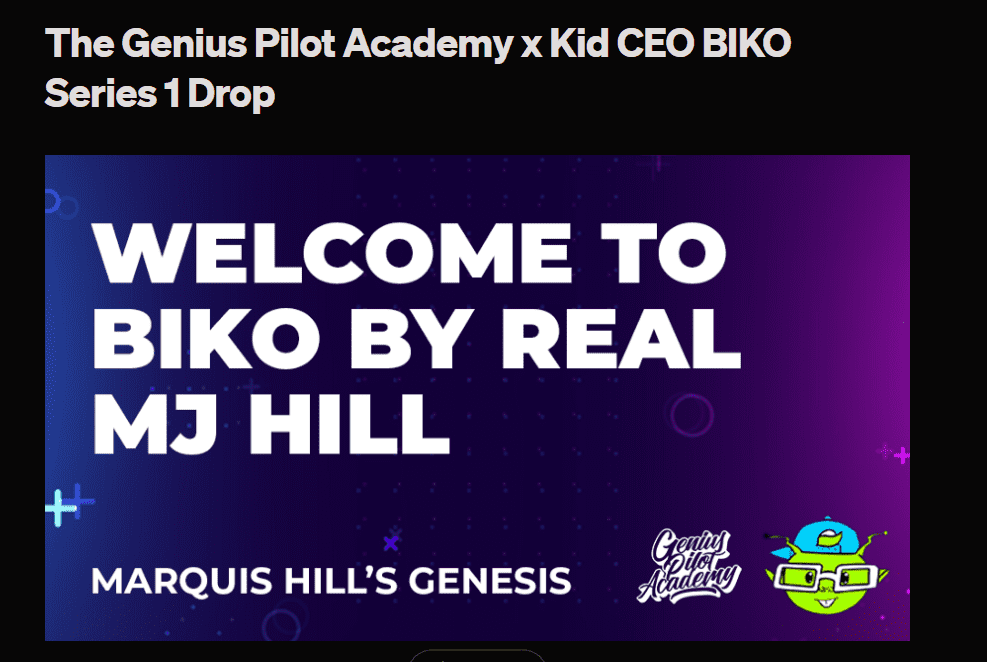 The Genius Pilot Academy x Kid CEO BIKO
Series 1 Drop
WELCOME TO
BIKO BY REAL
MJ HILL
MARQUIS HILL'S GENESIS
Genius
Pilot
Academy